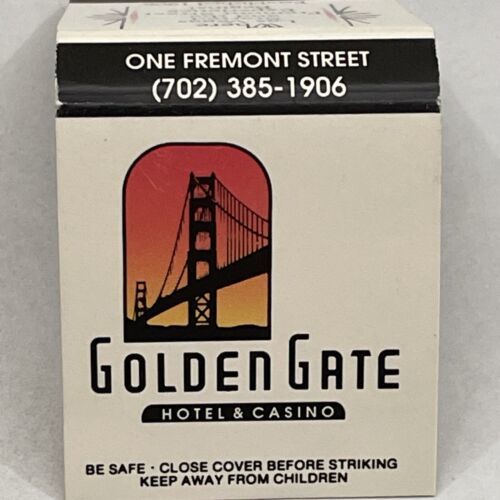 ONE FREMONT STREET
(702) 385-1906
GOLDEN GATE
HOTEL & CASINO
BE SAFE · CLOSE COVER BEFORE STRIKING
KEEP AWAY FROM CHILDREN